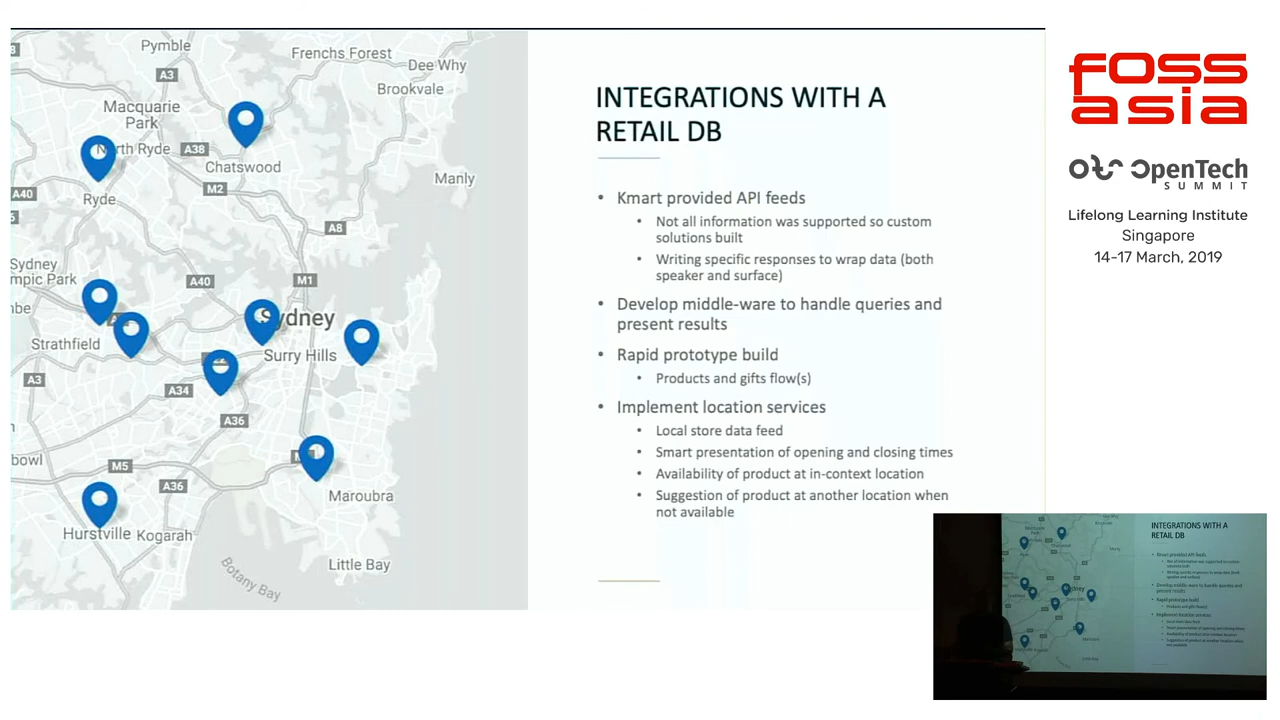 Pymble
Frenchs Forest
Dee Why
A3
Brookvale
Macquarie
Park
North Ryde
A38
Chatswood
Manly
M2
A40
Ryde
A8
Sydney
A40
M1
Sydney
Strathfield
Surry Hills
A3
A34
A36
M5
A36
Maroubra
Hurstville
Kogarah
Little Bay
Botany Bay
INTEGRATIONS WITH A
RETAIL DB
• Kmart provided API feeds
• Not all information was supported so custom
solutions built
• Writing specific responses to wrap data (both
speaker and surface)
• Develop middle-ware to handle queries and
present results
• Rapid prototype build
• Products and gifts flow(s)
• Implement location services
• Local store data feed
• Smart presentation of opening and closing times
• Availability of product at in-context location
• Suggestion of product at another location when
not available
FOSS
asia
OpenTech
SUMMIT
Lifelong Learning Institute
Singapore
14-17 March, 2019
INTEGRATIONS WITH A
RETAIL DB